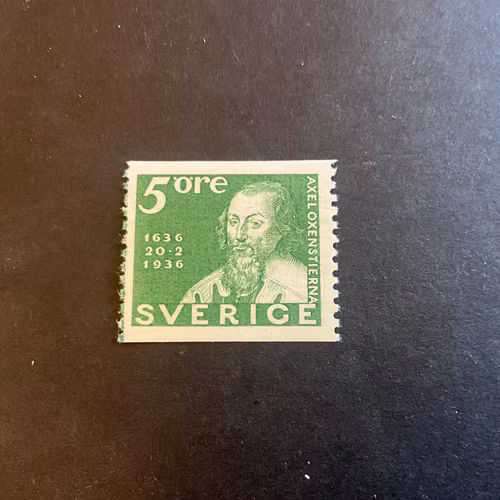 5 öre
1636
20·2
1936
AXEL OXENSTIERNA
SVERIGE